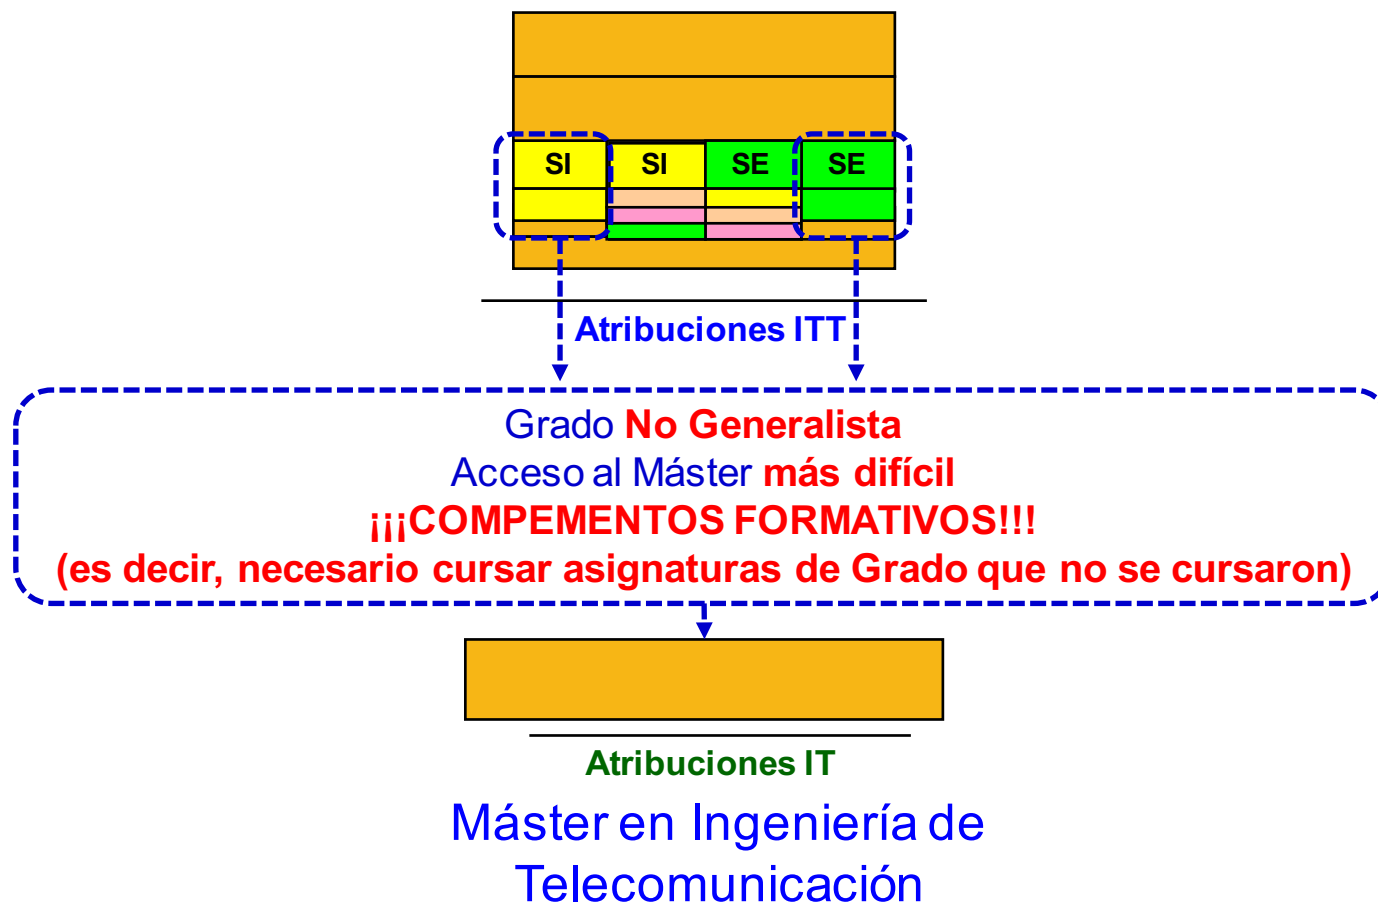 SI SI SE SE
Atribuciones ITT
Grado No Generalista
Acceso al Máster más difícil
¡¡¡COMPEMENTOS FORMATIVOS!!!
(es decir, necesario cursar asignaturas de Grado que no se cursaron)
Atribuciones IT
Máster en Ingeniería de
Telecomunicación